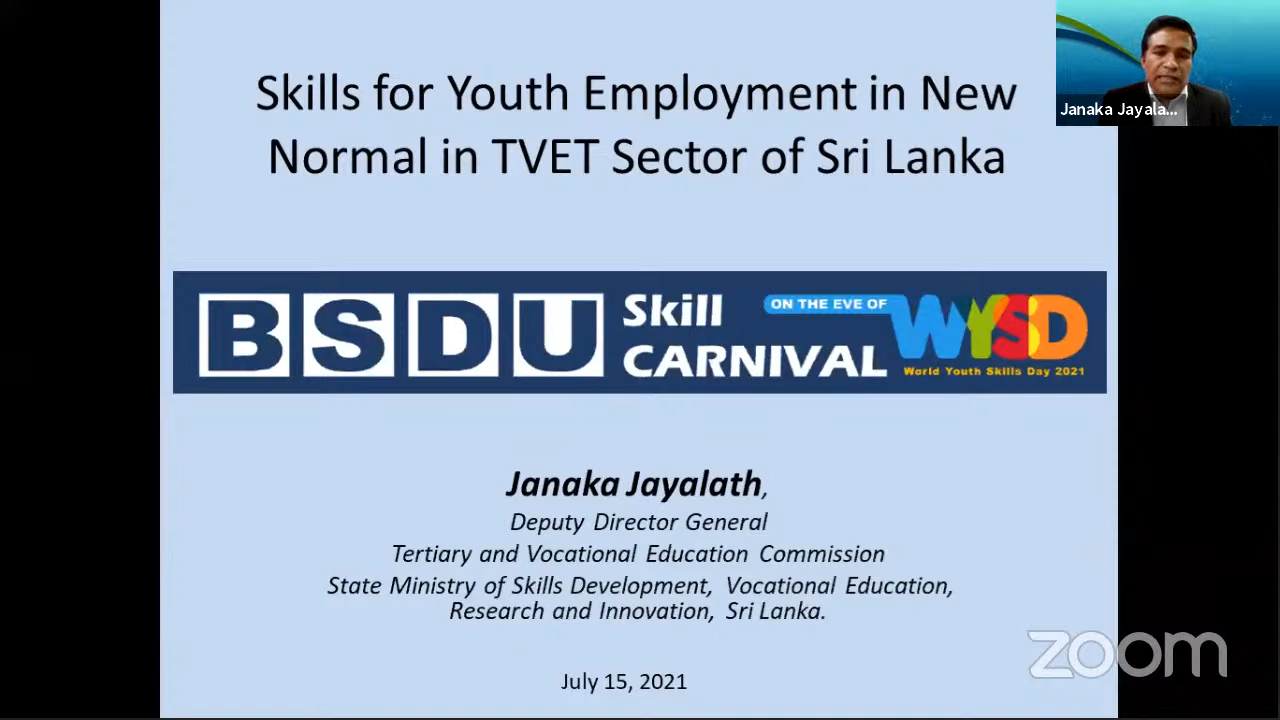 Skills for Youth Employment in New
Normal in TVET Sector of Sri Lanka
Janaka Jayala...
BSDU Skill CARNIVAL
ON THE EVE OF
WYSD
World Youth Skills Day 2021
Janaka Jayalath,
Deputy Director General
Tertiary and Vocational Education Commission
State Ministry of Skills Development, Vocational Education,
Research and Innovation, Sri Lanka.
July 15, 2021
zoom